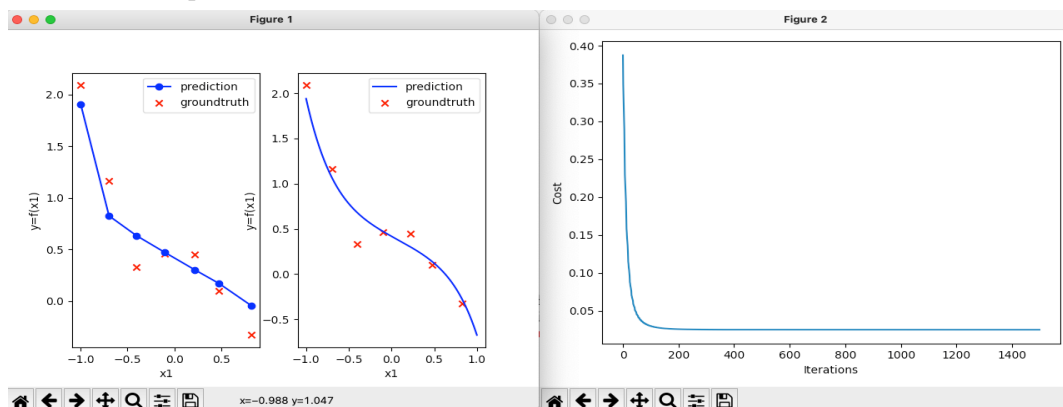 Figure 1
prediction
groundtruth
2.0
1.5
1.0
0.5
0.0
y=f(x1)
−1.0 −0.5 0.0 0.5
x1
prediction
groundtruth
2.0
1.5
1.0
0.5
0.0
−0.5
y=f(x1)
−1.0 −0.5 0.0 0.5 1.0
x1
x=−0.988 y=1.047
Figure 2
0.40
0.35
0.30
0.25
0.20
0.15
0.10
0.05
Cost
0 200 400 600 800 1000 1200 1400
Iterations